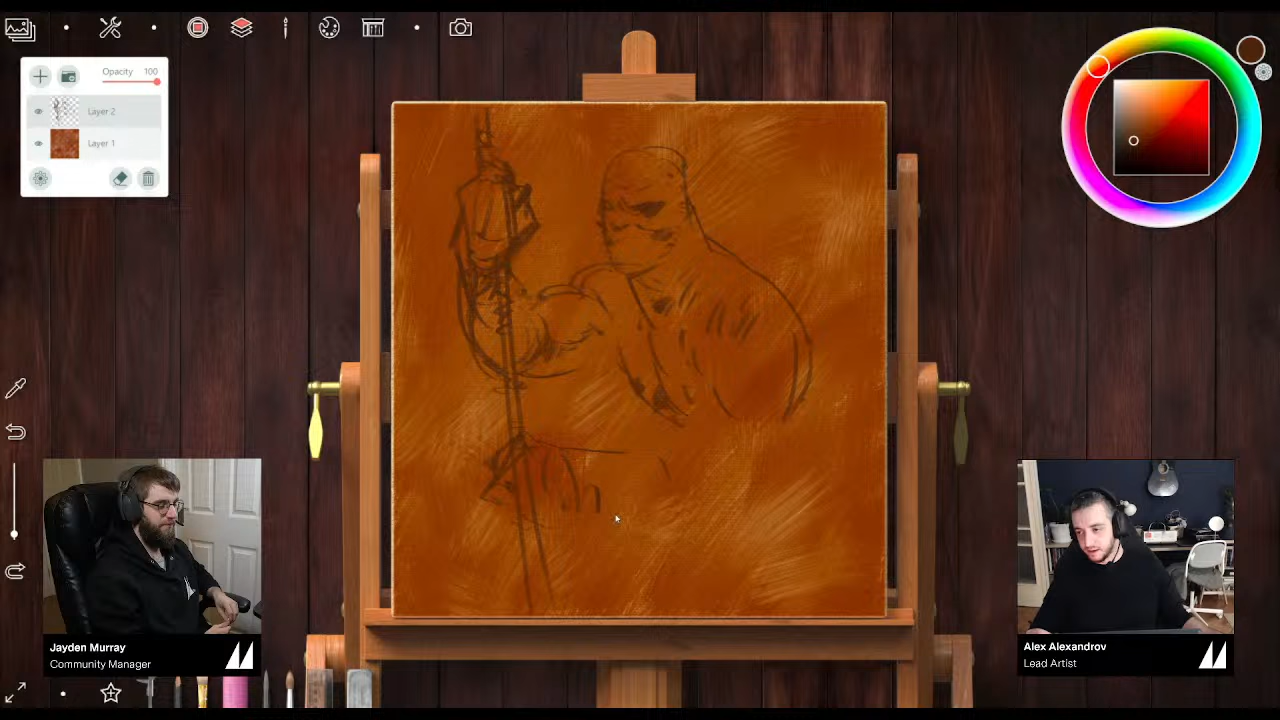 Opacity 100
Layer 2
Layer 1
Jayden Murray
Community Manager
Alex Alexandrov
Lead Artist